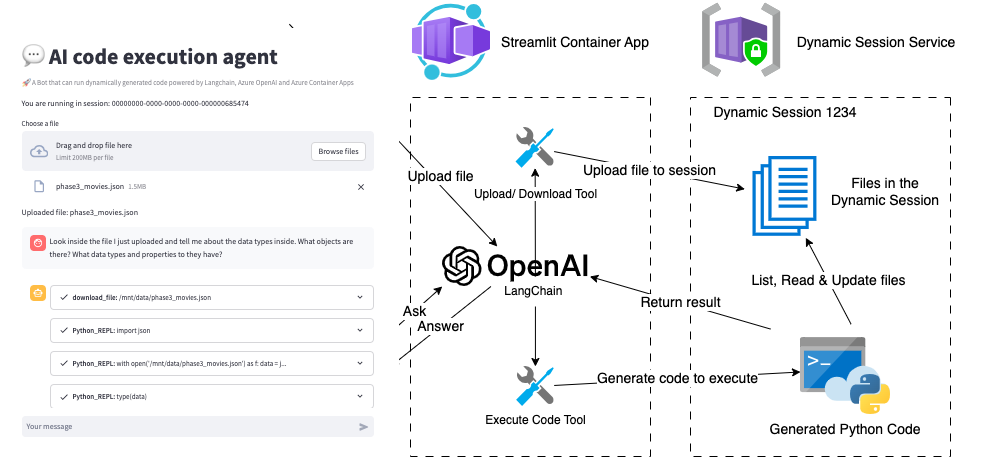 💬 AI code execution agent
🚀 A Bot that can run dynamically generated code powered by Langchain, Azure OpenAI and Azure Container Apps
You are running in session: 00000000-0000-0000-0000-000000685474
Choose a file
Drag and drop file here
Limit 200MB per file
Browse files
phase3_movies.json 1.5MB
Uploaded file: phase3_movies.json
Look inside the file I just uploaded and tell me about the data types inside. What objects are
there? What data types and properties to they have?
download_file: /mnt/data/phase3_movies.json
Python_REPL: import json
Python_REPL: with open('/mnt/data/phase3_movies.json') as f: data = j...
Python_REPL: type(data)
Your message
Streamlit Container App
Dynamic Session Service
Dynamic Session 1234
Upload file
Upload/ Download Tool
Upload file to session
Files in the
Dynamic Session
OpenAI
LangChain
List, Read & Update files
Return result
Ask
Answer
>_
Generate code to execute
Execute Code Tool
Generated Python Code